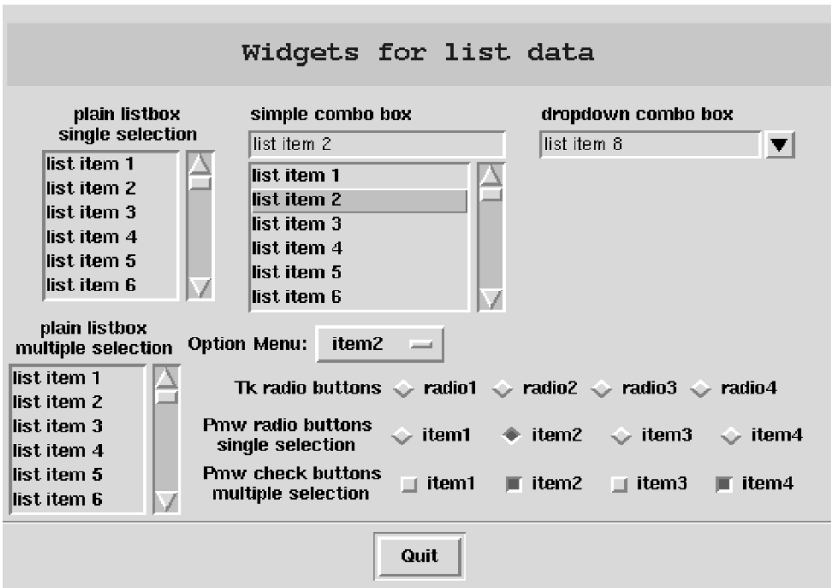 Widgets for list data
plain listbox
single selection
list item 1
list item 2
list item 3
list item 4
list item 5
list item 6
simple combo box
list item 2
list item 1
list item 2
list item 3
list item 4
list item 5
list item 6
dropdown combo box
list item 8
plain listbox
multiple selection
list item 1
list item 2
list item 3
list item 4
list item 5
list item 6
Option Menu: item2
Tk radio buttons radio1 radio2 radio3 radio4
Pmw radio buttons
single selection
item1 item2 item3 item4
Pmw check buttons
multiple selection
item1 item2 item3 item4
Quit